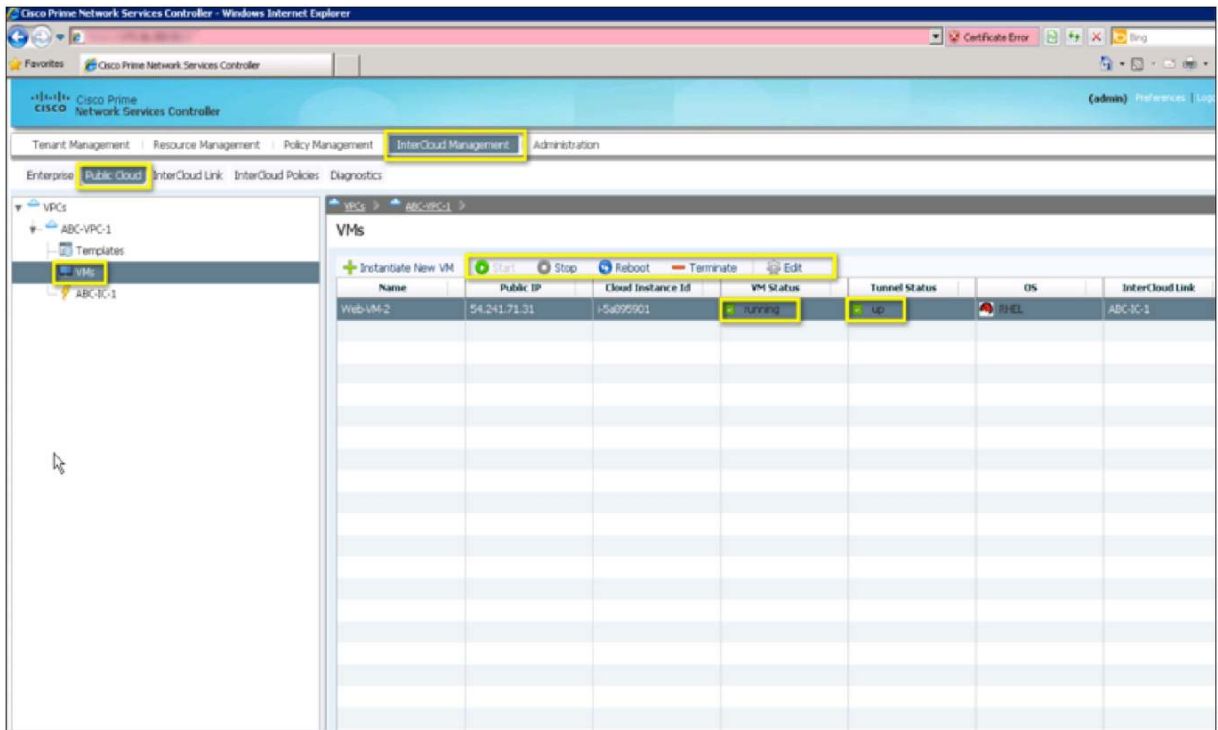 Cisco Prime Network Services Controller - Windows Internet Explorer
Certificate Error
Bing
Favorites Cisco Prime Network Services Controller
CISCO Cisco Prime
Network Services Controller
(admin) Preferences |
Tenant Management | Resource Management | Policy Management InterCloud Management Administration
Enterprise Public Cloud InterCloud Link InterCloud Policies Diagnostics
VPCs
ABC-VPC-1
Templates
VMs
ABC-IC-1
VPCs > ABC-VPC-1 >
VMs
Instantiate New VM Start Stop Reboot Terminate Edit
Name Public IP Cloud Instance Id VM Status Tunnel Status OS InterCloud Link
Web-VM-2 54.241.71.31 i-5a095901 running up RHEL ABC-IC-1